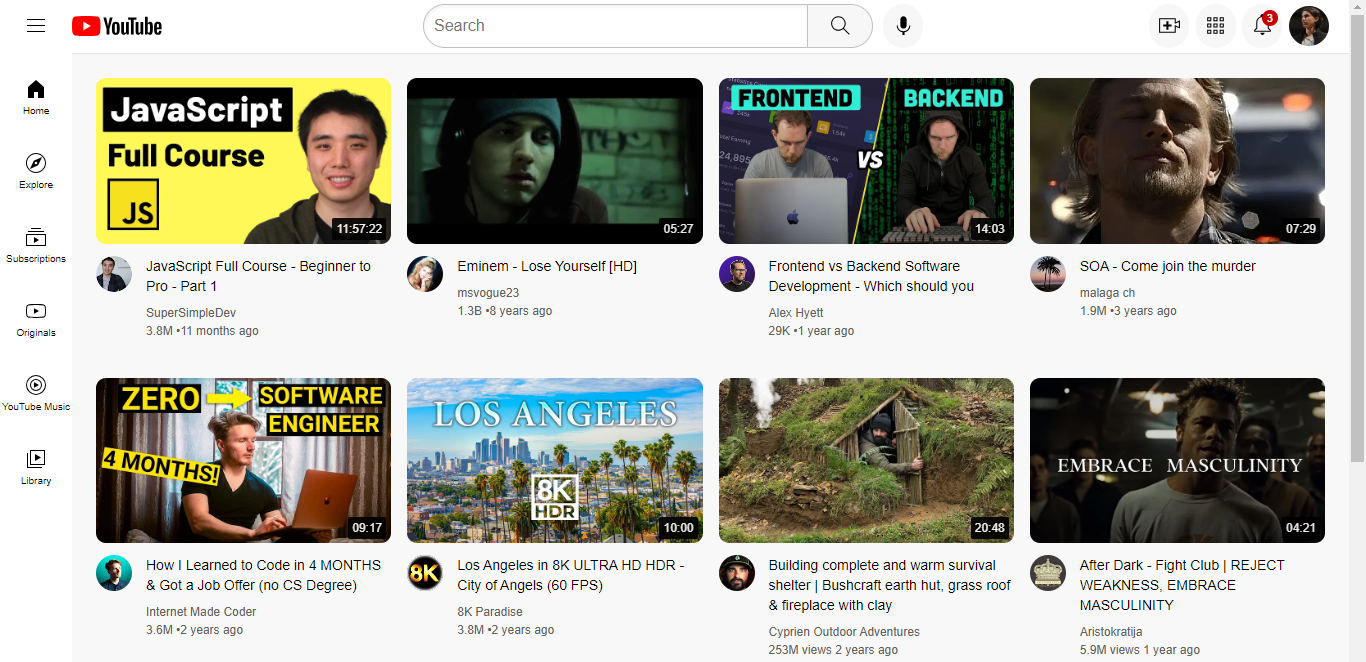 YouTube
Search
3
Home
Explore
Subscriptions
Originals
YouTube Music
Library
JavaScript
Full Course
JS
11:57:22
JavaScript Full Course - Beginner to
Pro - Part 1
SuperSimpleDev
3.8M •11 months ago
05:27
Eminem - Lose Yourself [HD]
msvogue23
1.3B •8 years ago
FRONTEND
VS
BACKEND
24,895
14:03
Frontend vs Backend Software
Development - Which should you
Alex Hyett
29K •1 year ago
07:29
SOA - Come join the murder
malaga ch
1.9M •3 years ago
ZERO
SOFTWARE
ENGINEER
4 MONTHS!
09:17
How I Learned to Code in 4 MONTHS
& Got a Job Offer (no CS Degree)
Internet Made Coder
3.6M •2 years ago
LOS ANGELES
8K
HDR
10:00
8K
Los Angeles in 8K ULTRA HD HDR -
City of Angels (60 FPS)
8K Paradise
3.8M •2 years ago
20:48
Building complete and warm survival
shelter | Bushcraft earth hut, grass roof
& fireplace with clay
Cyprien Outdoor Adventures
253M views 2 years ago
EMBRACE MASCULINITY
04:21
After Dark - Fight Club | REJECT
WEAKNESS, EMBRACE
MASCULINITY
Aristokratija
5.9M views 1 year ago